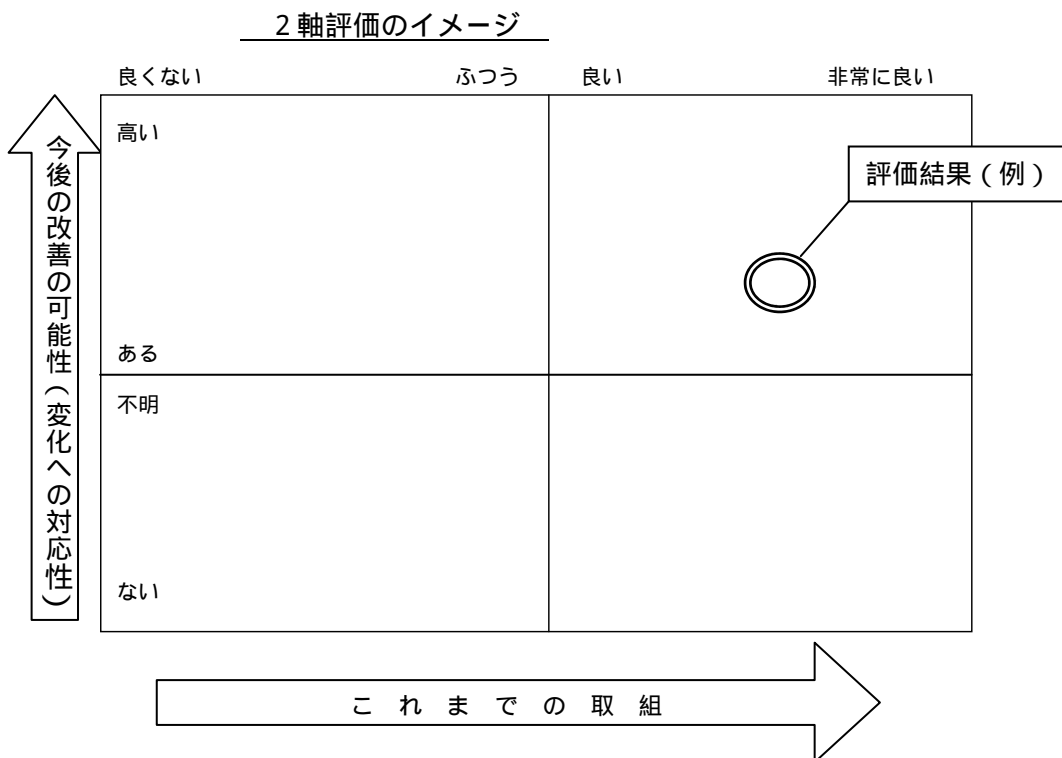 2軸評価のイメージ
良くない ふつう 良い 非常に良い
高い
評価結果(例)
ある
不明
ない
今後の改善の可能性(変化への対応性)
これまでの取組